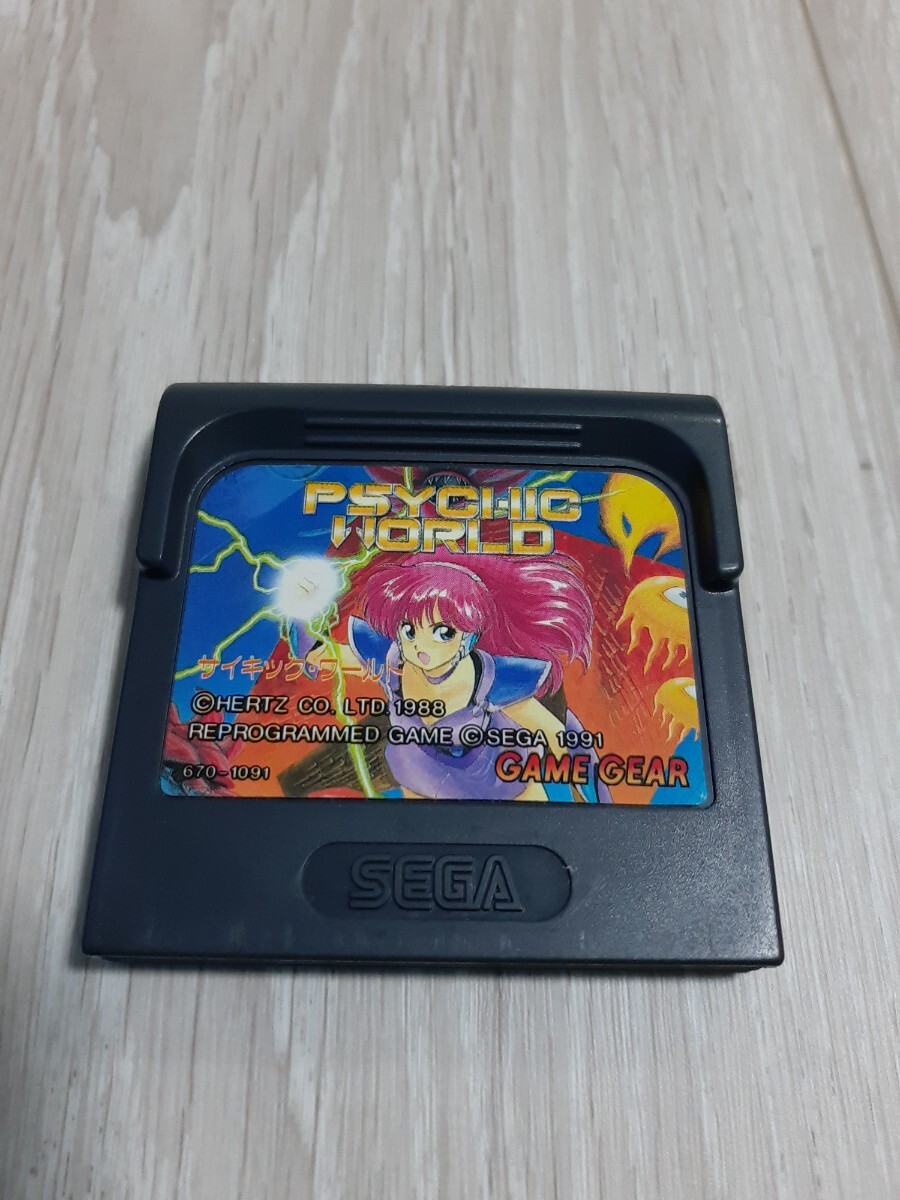 PSYCHIC
WORLD
サイキック・ワールド
©HERTZ CO. LTD. 1988
REPROGRAMMED GAME ©SEGA 1991
670-1091
GAME GEAR
SEGA